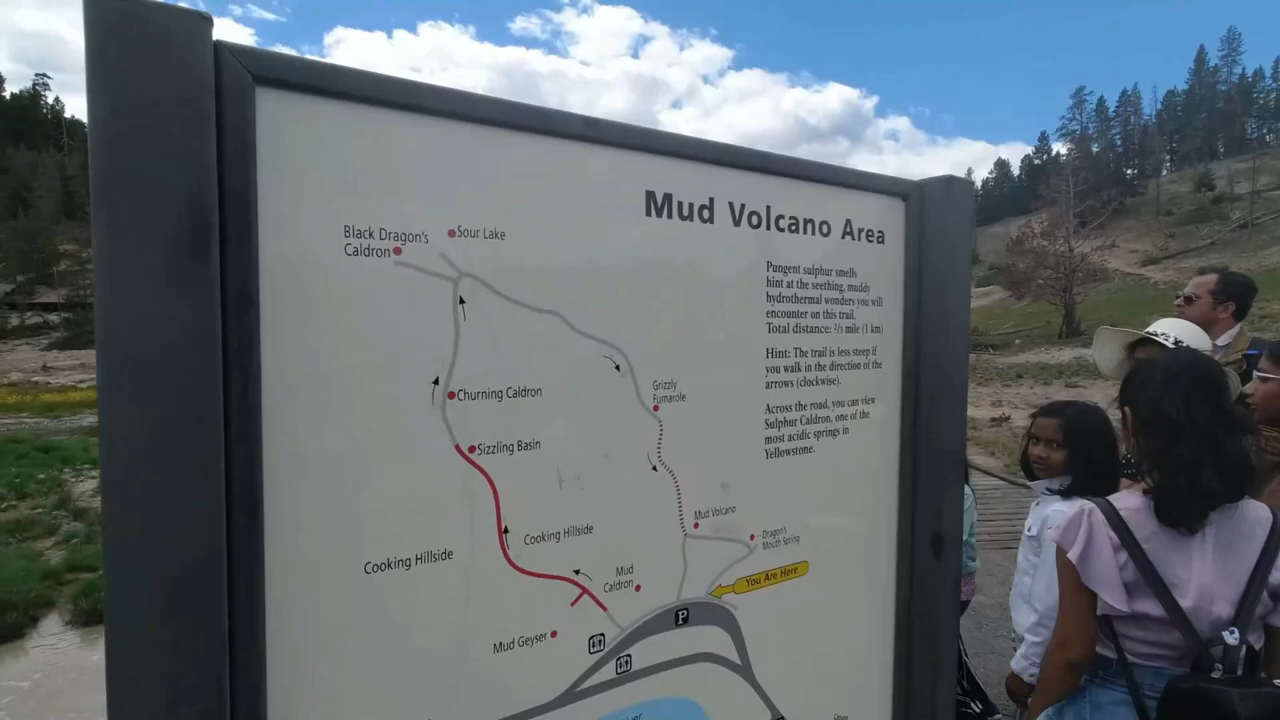 Mud Volcano Area
Black Dragon's
Caldron
Sour Lake
Pungent sulphur smells
hint at the seething, muddy
hydrothermal wonders you will
encounter on this trail.
Total distance: 2/3 mile (1 km)
Hint: The trail is less steep if
you walk in the direction of the
arrows (clockwise).
Across the road, you can view
Sulphur Caldron, one of the
most acidic springs in
Yellowstone.
Churning Caldron
Grizzly
Fumarole
Sizzling Basin
Mud Volcano
Dragon's
Mouth Spring
Cooking Hillside
Cooking Hillside
Mud
Caldron
You Are Here
P
Mud Geyser